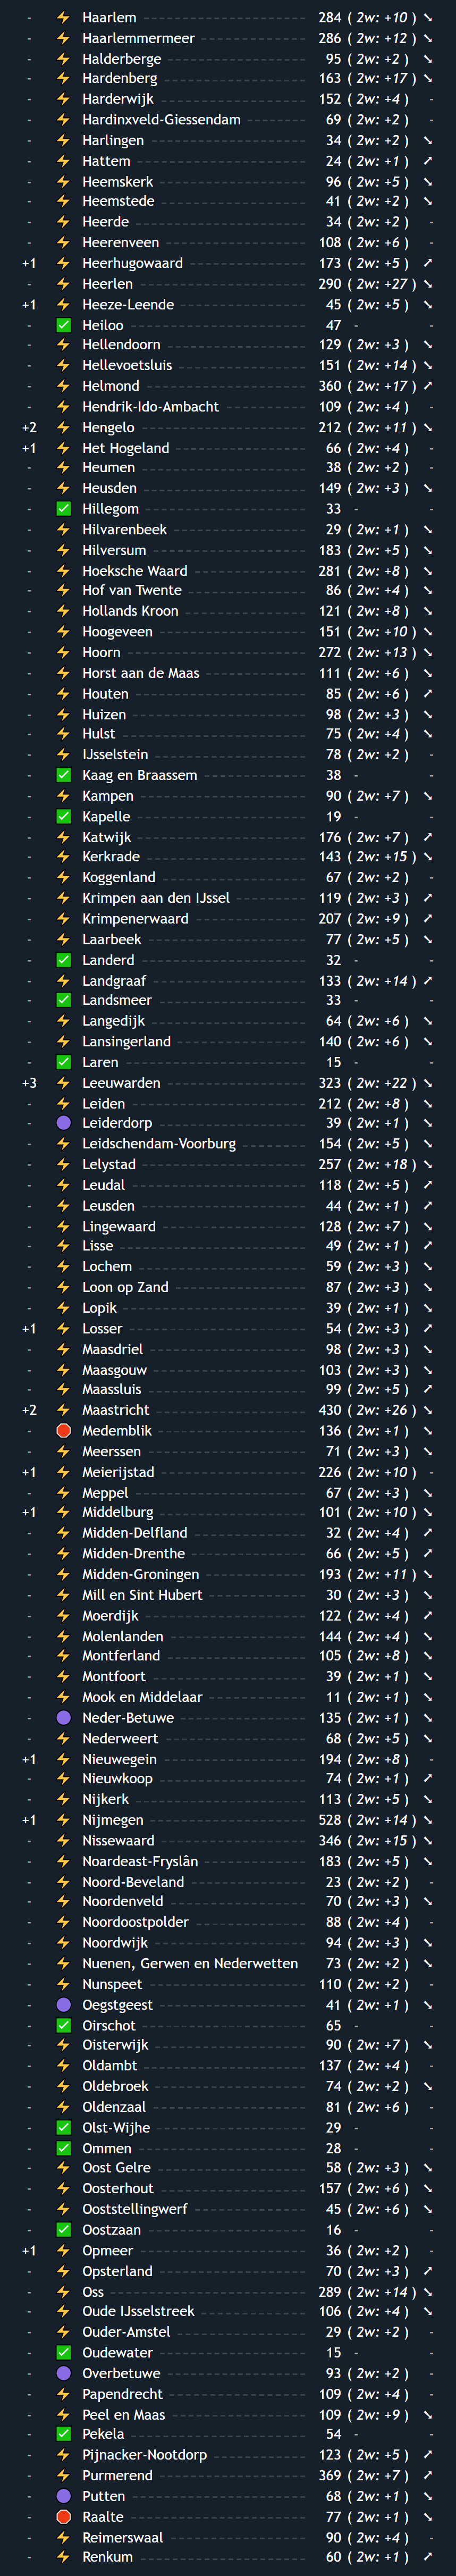 - ⚡ Haarlem 284 ( 2w: +10 ) ↘
- ⚡ Haarlemmermeer 286 ( 2w: +12 ) ↘
- ⚡ Halderberge 95 ( 2w: +2 ) ↘
- ⚡ Hardenberg 163 ( 2w: +17 ) ↘
- ⚡ Harderwijk 152 ( 2w: +4 ) -
- ⚡ Hardinxveld-Giessendam 69 ( 2w: +2 ) -
- ⚡ Harlingen 34 ( 2w: +2 ) ↘
- ⚡ Hattem 24 ( 2w: +1 ) ↗
- ⚡ Heemskerk 96 ( 2w: +5 ) ↘
- ⚡ Heemstede 41 ( 2w: +2 ) ↘
- ⚡ Heerde 34 ( 2w: +2 ) -
- ⚡ Heerenveen 108 ( 2w: +6 ) -
+1 ⚡ Heerhugowaard 173 ( 2w: +5 ) ↗
- ⚡ Heerlen 290 ( 2w: +27 ) ↘
+1 ⚡ Heeze-Leende 45 ( 2w: +5 ) ↘
- ✅ Heiloo 47 - -
- ⚡ Hellendoorn 129 ( 2w: +3 ) ↘
- ⚡ Hellevoetsluis 151 ( 2w: +14 ) ↘
- ⚡ Helmond 360 ( 2w: +17 ) ↗
- ⚡ Hendrik-Ido-Ambacht 109 ( 2w: +4 ) -
+2 ⚡ Hengelo 212 ( 2w: +11 ) ↘
+1 ⚡ Het Hogeland 66 ( 2w: +4 ) -
- ⚡ Heumen 38 ( 2w: +2 ) -
- ⚡ Heusden 149 ( 2w: +3 ) ↘
- ✅ Hillegom 33 - -
- ⚡ Hilvarenbeek 29 ( 2w: +1 ) ↘
- ⚡ Hilversum 183 ( 2w: +5 ) ↘
- ⚡ Hoeksche Waard 281 ( 2w: +8 ) ↘
- ⚡ Hof van Twente 86 ( 2w: +4 ) ↘
- ⚡ Hollands Kroon 121 ( 2w: +8 ) ↘
- ⚡ Hoogeveen 151 ( 2w: +10 ) ↘
- ⚡ Hoorn 272 ( 2w: +13 ) ↘
- ⚡ Horst aan de Maas 111 ( 2w: +6 ) ↘
- ⚡ Houten 85 ( 2w: +6 ) ↗
- ⚡ Huizen 98 ( 2w: +3 ) ↘
- ⚡ Hulst 75 ( 2w: +4 ) ↘
- ⚡ IJsselstein 78 ( 2w: +2 ) -
- ✅ Kaag en Braassem 38 - -
- ⚡ Kampen 90 ( 2w: +7 ) ↘
- ✅ Kapelle 19 - -
- ⚡ Katwijk 176 ( 2w: +7 ) ↗
- ⚡ Kerkrade 143 ( 2w: +15 ) ↘
- ⚡ Koggenland 67 ( 2w: +2 ) -
- ⚡ Krimpen aan den IJssel 119 ( 2w: +3 ) ↗
- ⚡ Krimpenerwaard 207 ( 2w: +9 ) ↗
- ⚡ Laarbeek 77 ( 2w: +5 ) ↘
- ✅ Landerd 32 - -
- ⚡ Landgraaf 133 ( 2w: +14 ) ↗
- ✅ Landsmeer 33 - -
- ⚡ Langedijk 64 ( 2w: +6 ) ↘
- ⚡ Lansingerland 140 ( 2w: +6 ) ↘
- ✅ Laren 15 - -
+3 ⚡ Leeuwarden 323 ( 2w: +22 ) ↘
- ⚡ Leiden 212 ( 2w: +8 ) ↘
- 🟣 Leiderdorp 39 ( 2w: +1 ) ↘
- ⚡ Leidschendam-Voorburg 154 ( 2w: +5 ) ↘
- ⚡ Lelystad 257 ( 2w: +18 ) ↘
- ⚡ Leudal 118 ( 2w: +5 ) ↗
- ⚡ Leusden 44 ( 2w: +1 ) ↗
- ⚡ Lingewaard 128 ( 2w: +7 ) ↘
- ⚡ Lisse 49 ( 2w: +1 ) ↗
- ⚡ Lochem 59 ( 2w: +3 ) ↘
- ⚡ Loon op Zand 87 ( 2w: +3 ) ↘
- ⚡ Lopik 39 ( 2w: +1 ) ↘
+1 ⚡ Losser 54 ( 2w: +3 ) ↗
- ⚡ Maasdriel 98 ( 2w: +3 ) ↘
- ⚡ Maasgouw 103 ( 2w: +3 ) ↘
- ⚡ Maassluis 99 ( 2w: +5 ) ↗
+2 ⚡ Maastricht 430 ( 2w: +26 ) ↘
- 🛑 Medemblik 136 ( 2w: +1 ) ↘
- ⚡ Meerssen 71 ( 2w: +3 ) ↘
+1 ⚡ Meierijstad 226 ( 2w: +10 ) -
- ⚡ Meppel 67 ( 2w: +3 ) ↘
+1 ⚡ Middelburg 101 ( 2w: +10 ) ↘
- ⚡ Midden-Delfland 32 ( 2w: +4 ) ↗
- ⚡ Midden-Drenthe 66 ( 2w: +5 ) ↗
- ⚡ Midden-Groningen 193 ( 2w: +11 ) ↘
- ⚡ Mill en Sint Hubert 30 ( 2w: +3 ) ↘
- ⚡ Moerdijk 122 ( 2w: +4 ) ↗
- ⚡ Molenlanden 144 ( 2w: +4 ) ↘
- ⚡ Montferland 105 ( 2w: +8 ) ↘
- ⚡ Montfoort 39 ( 2w: +1 ) ↘
- ⚡ Mook en Middelaar 11 ( 2w: +1 ) ↘
- 🟣 Neder-Betuwe 135 ( 2w: +1 ) ↘
- ⚡ Nederweert 68 ( 2w: +5 ) ↘
+1 ⚡ Nieuwegein 194 ( 2w: +8 ) -
- ⚡ Nieuwkoop 74 ( 2w: +1 ) ↗
- ⚡ Nijkerk 113 ( 2w: +5 ) ↘
+1 ⚡ Nijmegen 528 ( 2w: +14 ) ↘
- ⚡ Nissewaard 346 ( 2w: +15 ) ↘
- ⚡ Noardeast-Fryslân 183 ( 2w: +5 ) ↘
- ⚡ Noord-Beveland 23 ( 2w: +2 ) -
- ⚡ Noordenveld 70 ( 2w: +3 ) ↘
- ⚡ Noordoostpolder 88 ( 2w: +4 ) -
- ⚡ Noordwijk 94 ( 2w: +3 ) ↘
- ⚡ Nuenen, Gerwen en Nederwetten 73 ( 2w: +2 ) ↘
- ⚡ Nunspeet 110 ( 2w: +2 ) -
- 🟣 Oegstgeest 41 ( 2w: +1 ) ↘
- ✅ Oirschot 65 - -
- ⚡ Oisterwijk 90 ( 2w: +7 ) ↘
- ⚡ Oldambt 137 ( 2w: +4 ) -
- ⚡ Oldebroek 74 ( 2w: +2 ) ↘
- ⚡ Oldenzaal 81 ( 2w: +6 ) -
- ✅ Olst-Wijhe 29 - -
- ✅ Ommen 28 - -
- ⚡ Oost Gelre 58 ( 2w: +3 ) ↘
- ⚡ Oosterhout 157 ( 2w: +6 ) ↘
- ⚡ Ooststellingwerf 45 ( 2w: +6 ) ↘
- ✅ Oostzaan 16 - -
+1 ⚡ Opmeer 36 ( 2w: +2 ) -
- ⚡ Opsterland 70 ( 2w: +3 ) ↗
- ⚡ Oss 289 ( 2w: +14 ) ↘
- ⚡ Oude IJsselstreek 106 ( 2w: +4 ) ↘
- ⚡ Ouder-Amstel 29 ( 2w: +2 ) -
- ✅ Oudewater 15 - -
- 🟣 Overbetuwe 93 ( 2w: +2 ) -
- ⚡ Papendrecht 109 ( 2w: +4 ) -
- ⚡ Peel en Maas 109 ( 2w: +9 ) ↘
- ✅ Pekela 54 - -
- ⚡ Pijnacker-Nootdorp 123 ( 2w: +5 ) ↗
- ⚡ Purmerend 369 ( 2w: +7 ) ↗
- 🟣 Putten 68 ( 2w: +1 ) ↘
- 🛑 Raalte 77 ( 2w: +1 ) ↘
- ⚡ Reimerswaal 90 ( 2w: +4 ) -
- ⚡ Renkum 60 ( 2w: +1 ) ↗